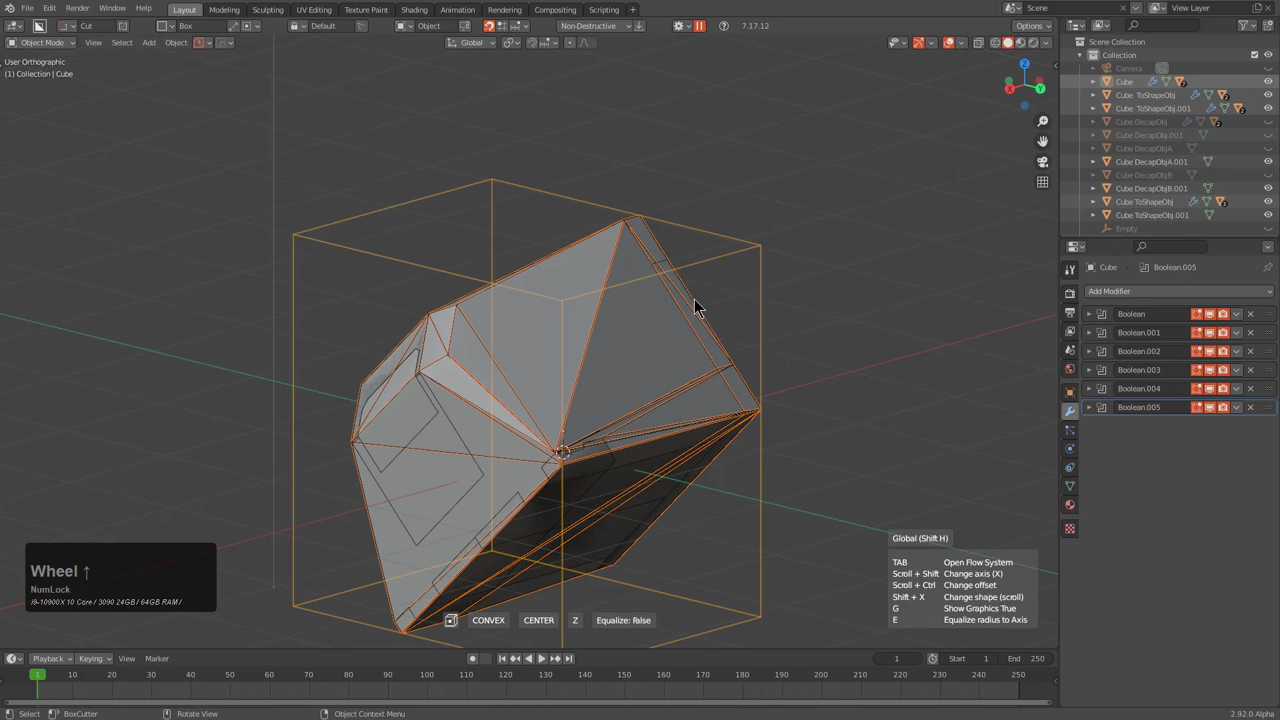 File Edit Render Window Help Layout Modeling Sculpting UV Editing Texture Paint Shading Animation Rendering Compositing Scripting + Scene View Layer
Cut Box Default Object Non-Destructive 7.17.12 Options
Object Mode View Select Add Object Global
User Orthographic
(1) Collection | Cube
Scene Collection
Collection
Camera
Cube
Cube_ToShapeObj
Cube_ToShapeObj.001
Cube DecapObj
Cube DecapObj.001
Cube DecapObjA
Cube DecapObjA.001
Cube DecapObjB
Cube DecapObjB.001
Cube ToShapeObj
Cube ToShapeObj.001
Empty
Cube Boolean.005
Add Modifier
Boolean
Boolean.001
Boolean.002
Boolean.003
Boolean.004
Boolean.005
Z
X
Y
Wheel ↑
NumLock
i9-10900X 10 Core / 3090 24GB / 64GB RAM /
CONVEX CENTER Z Equalize: False
Global (Shift H)
TAB Open Flow System
Scroll + Shift Change axis (X)
Scroll + Ctrl Change offset
Shift + X Change shape (scroll)
G Show Graphics True
E Equalize radius to Axis
Playback Keying View Marker 1 Start 1 End 250
1 10 20 30 40 50 60 70 80 90 100 110 120 130 140 150 160 170 180 190 200 210 220 230 240 250
Select BoxCutter Rotate View Object Context Menu 2.92.0 Alpha